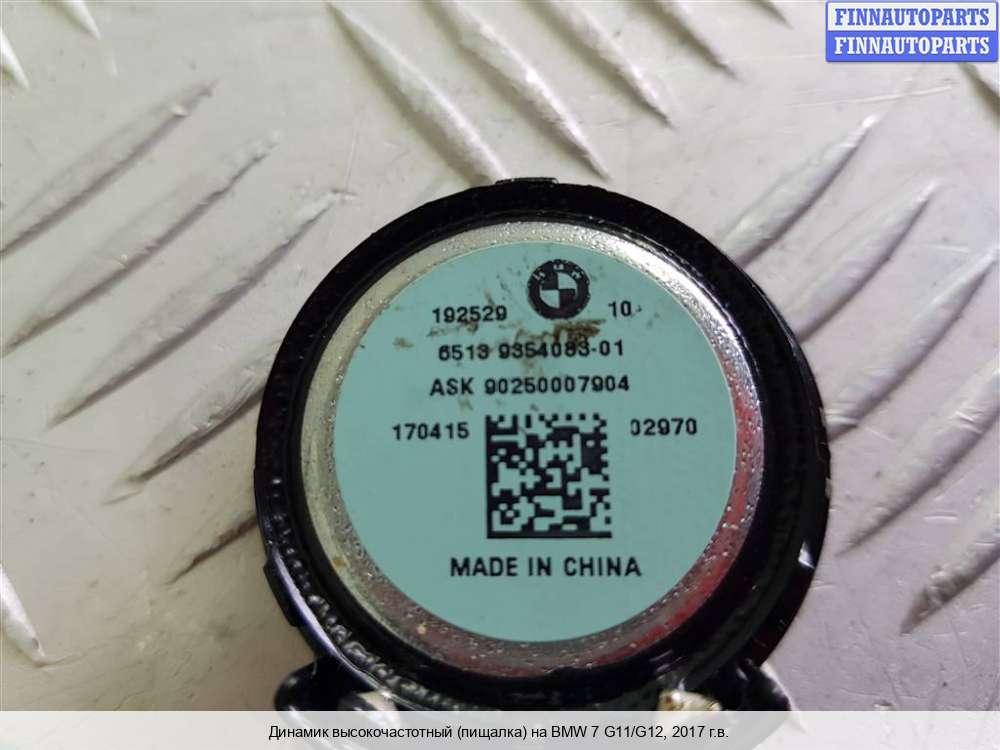 FINNAUTOPARTS
FINNAUTOPARTS
BMW
192529 10
6513 9354083-01
ASK 90250007904
170415 02970
MADE IN CHINA
Динамик высокочастотный (пищалка) на BMW 7 G11/G12, 2017 г.в.